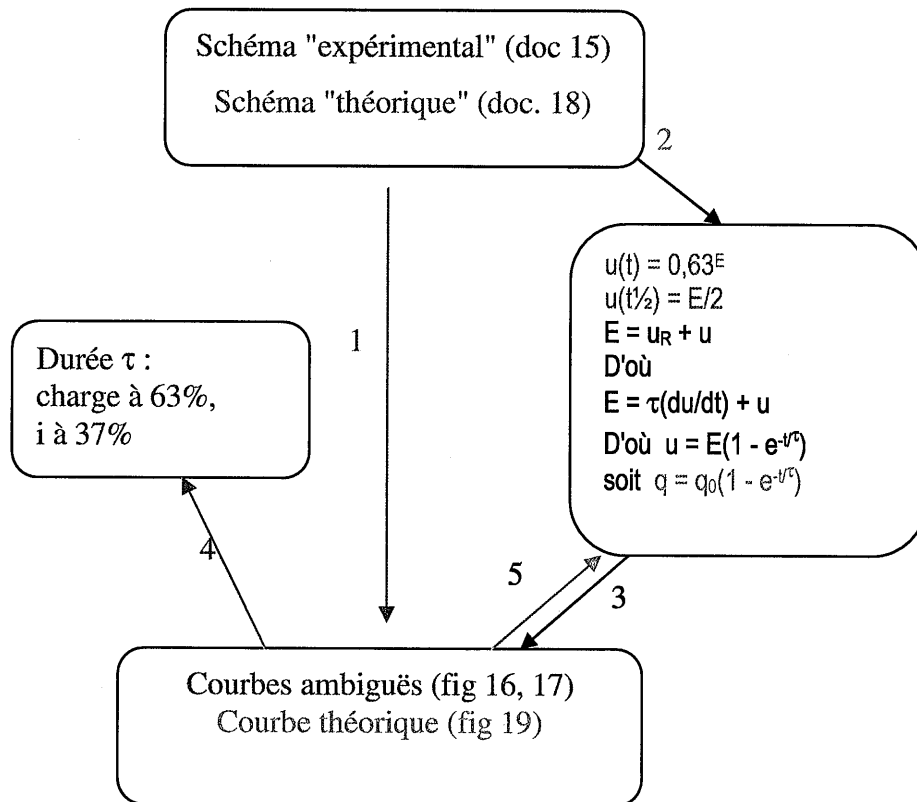 Schéma "expérimental" (doc 15)
Schéma "théorique" (doc. 18)
2
u(t) = 0,63ᴱ
u(t½) = E/2
E = u_R + u
D'où
E = τ(du/dt) + u
D'où u = E(1 - e^-t/τ)
soit q = q₀(1 - e^-t/τ)
1
Durée τ :
charge à 63%,
i à 37%
4
5
3
Courbes ambiguës (fig 16, 17)
Courbe théorique (fig 19)